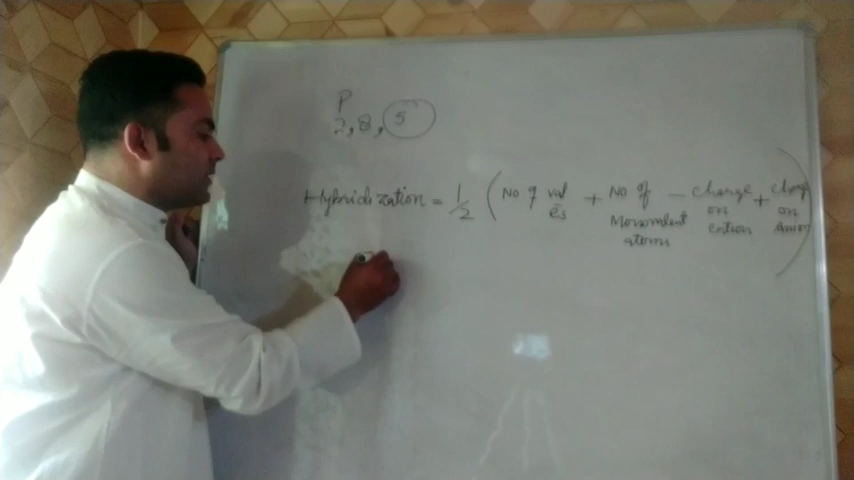 P
2,8,5
Hybridization = 1/2 (No of val ēs + No of Monovalent atoms - charge on cation + charge on Anion)